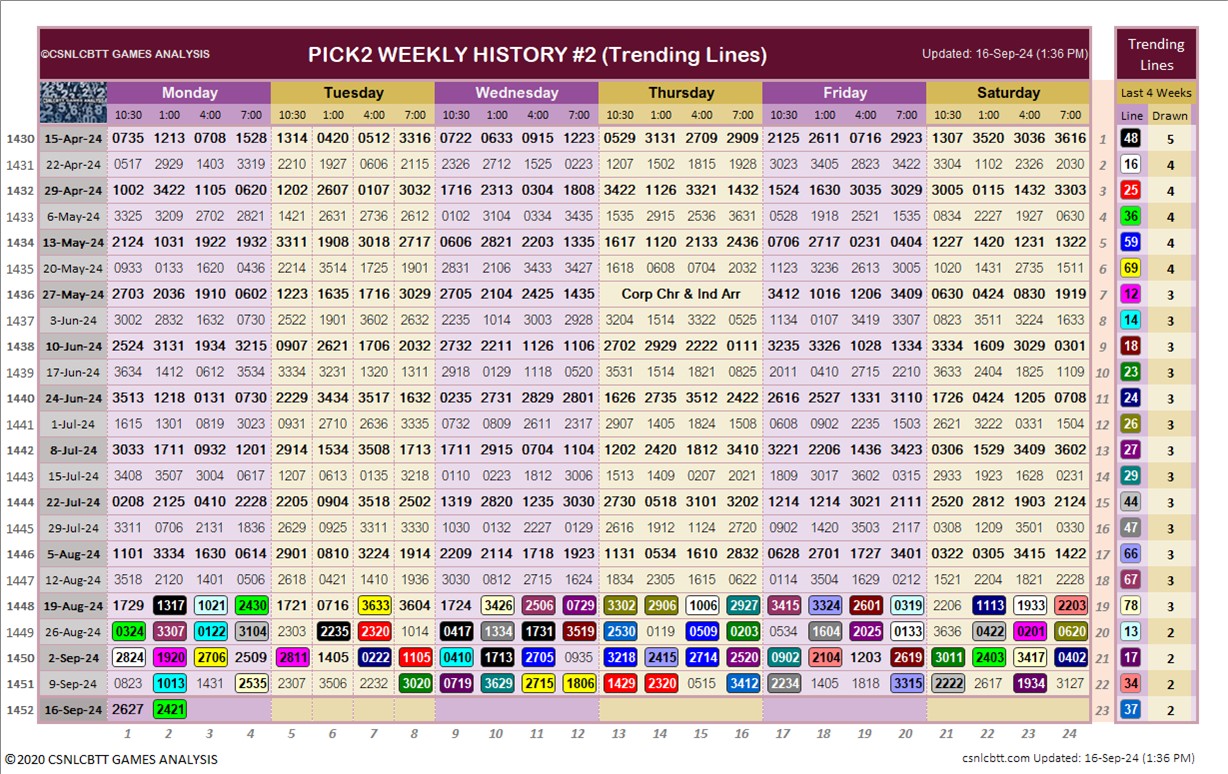 Trending
Lines
©CSNLCBTT GAMES ANALYSIS PICK2 WEEKLY HISTORY #2 (Trending Lines) Updated: 16-Sep-24 (1:36 PM)
Monday Tuesday Wednesday Thursday Friday Saturday Last 4 Weeks
10:30 1:00 4:00 7:00 10:30 1:00 4:00 7:00 10:30 1:00 4:00 7:00 10:30 1:00 4:00 7:00 10:30 1:00 4:00 7:00 10:30 1:00 4:00 7:00 Line Drawn
1430 15-Apr-24 0735 1213 0708 1528 1314 0420 0512 3316 0722 0633 0915 1223 0529 3131 2709 2909 2125 2611 0716 2923 1307 3520 3036 3616 1 48 5
1431 22-Apr-24 0517 2929 1403 3319 2210 1927 0606 2115 2326 2712 1525 0223 1207 1502 1815 1928 3023 3405 2823 3422 3304 1102 2326 2030 2 16 4
1432 29-Apr-24 1002 3422 1105 0620 1202 2607 0107 3032 1716 2313 0304 1808 3422 1126 3321 1432 1524 1630 3035 3029 3005 0115 1432 3303 3 25 4
1433 6-May-24 3325 3209 2702 2821 1421 2631 2736 2612 0102 3104 0334 3435 1535 2915 2536 3631 0528 1918 2521 1535 0834 2227 1927 0630 4 36 4
1434 13-May-24 2124 1031 1922 1932 3311 1908 3018 2717 0606 2821 2203 1335 1617 1120 2133 2436 0706 2717 0231 0404 1227 1420 1231 1322 5 59 4
1435 20-May-24 0933 0133 1620 0436 2214 3514 1725 1901 2831 2106 3433 3427 1618 0608 0704 2032 1123 3236 2613 3005 1020 1431 2735 1511 6 69 4
1436 27-May-24 2703 2036 1910 0602 1223 1635 1716 3029 2705 2104 2425 1435 Corp Chr & Ind Arr 3412 1016 1206 3409 0630 0424 0830 1919 7 12 3
1437 3-Jun-24 3002 2832 1632 0730 2522 1901 3602 2632 2235 1014 3003 2928 3204 1514 3322 0525 1134 0107 3419 3307 0823 3511 3224 1633 8 14 3
1438 10-Jun-24 2524 3131 1934 3215 0907 2621 1706 2032 2732 2211 1126 1106 2702 2929 2222 0111 3235 3326 1028 1334 3334 1609 3029 0301 9 18 3
1439 17-Jun-24 3634 1412 0612 3534 3334 3231 1320 1311 2918 0129 1118 0520 3531 1514 1821 0825 2011 0410 2715 2210 3633 2404 1825 1109 10 23 3
1440 24-Jun-24 3513 1218 0131 0730 2229 3434 3517 1632 0235 2731 2829 2801 1626 2735 3512 2422 2616 2527 1331 3110 1726 0424 1205 0708 11 24 3
1441 1-Jul-24 1615 1301 0819 3023 0931 2710 2636 3335 0732 0809 2611 2317 2907 1405 1824 1508 0608 0902 2235 1503 2621 3222 0331 1504 12 26 3
1442 8-Jul-24 3033 1711 0932 1201 2914 1534 3508 1713 1711 2915 0704 1104 1202 2420 1812 3410 3221 2206 1436 3423 0306 1529 3409 3602 13 27 3
1443 15-Jul-24 3408 3507 3004 0617 1207 0613 0135 3213 0110 0223 1812 3006 1513 1409 0207 2021 1809 3017 3602 0315 2933 1923 1628 0231 14 29 3
1444 22-Jul-24 0208 2125 0410 2228 2205 0904 3518 2502 1319 2820 1235 3030 2730 0518 3101 3202 1214 1214 3021 2111 2520 2812 1903 2124 15 44 3
1445 29-Jul-24 3311 0706 2131 1836 2629 0925 3311 3330 1030 0132 2227 0129 2616 1912 1124 2720 0902 1420 3503 2117 0308 1209 3501 0330 16 47 3
1446 5-Aug-24 1101 3334 1630 0614 2901 0810 3224 1914 2209 2114 1718 1923 1131 0534 1610 2832 0628 2701 1727 3401 0322 0305 3415 1422 17 66 3
1447 12-Aug-24 3518 2120 1401 0506 2618 0421 1410 1936 3030 0812 2715 1624 1834 2305 1615 0622 0114 3504 1629 0212 1521 2204 1821 2228 18 67 3
1448 19-Aug-24 1729 1317 1021 2430 1721 0716 3633 3604 1724 3426 2506 0729 3302 2906 1006 2927 3415 3324 2601 0319 2206 1113 1933 2203 19 78 3
1449 26-Aug-24 0324 3307 0122 3104 2303 2235 2320 1014 0417 1334 1731 3519 2530 0119 0509 0203 0534 1604 2025 0133 3636 0422 0201 0620 20 13 2
1450 2-Sep-24 2824 1920 2706 2509 2811 1405 0222 1105 0410 1713 2705 0935 3218 2415 2714 2520 0902 2104 1203 2619 3011 2403 3417 0402 21 17 2
1451 9-Sep-24 0823 1013 1431 2535 2307 3506 2232 3020 0719 3629 2715 1806 1429 2320 0515 3412 2234 1405 3218 3315 2222 2617 1934 3127 22 34 2
1452 16-Sep-24 2627 2421 23 37 2
1 2 3 4 5 6 7 8 9 10 11 12 13 14 15 16 17 18 19 20 21 22 23 24
©2020 CSNLCBTT GAMES ANALYSIS csnlcbtt.com Updated: 16-Sep-24 (1:36 PM)